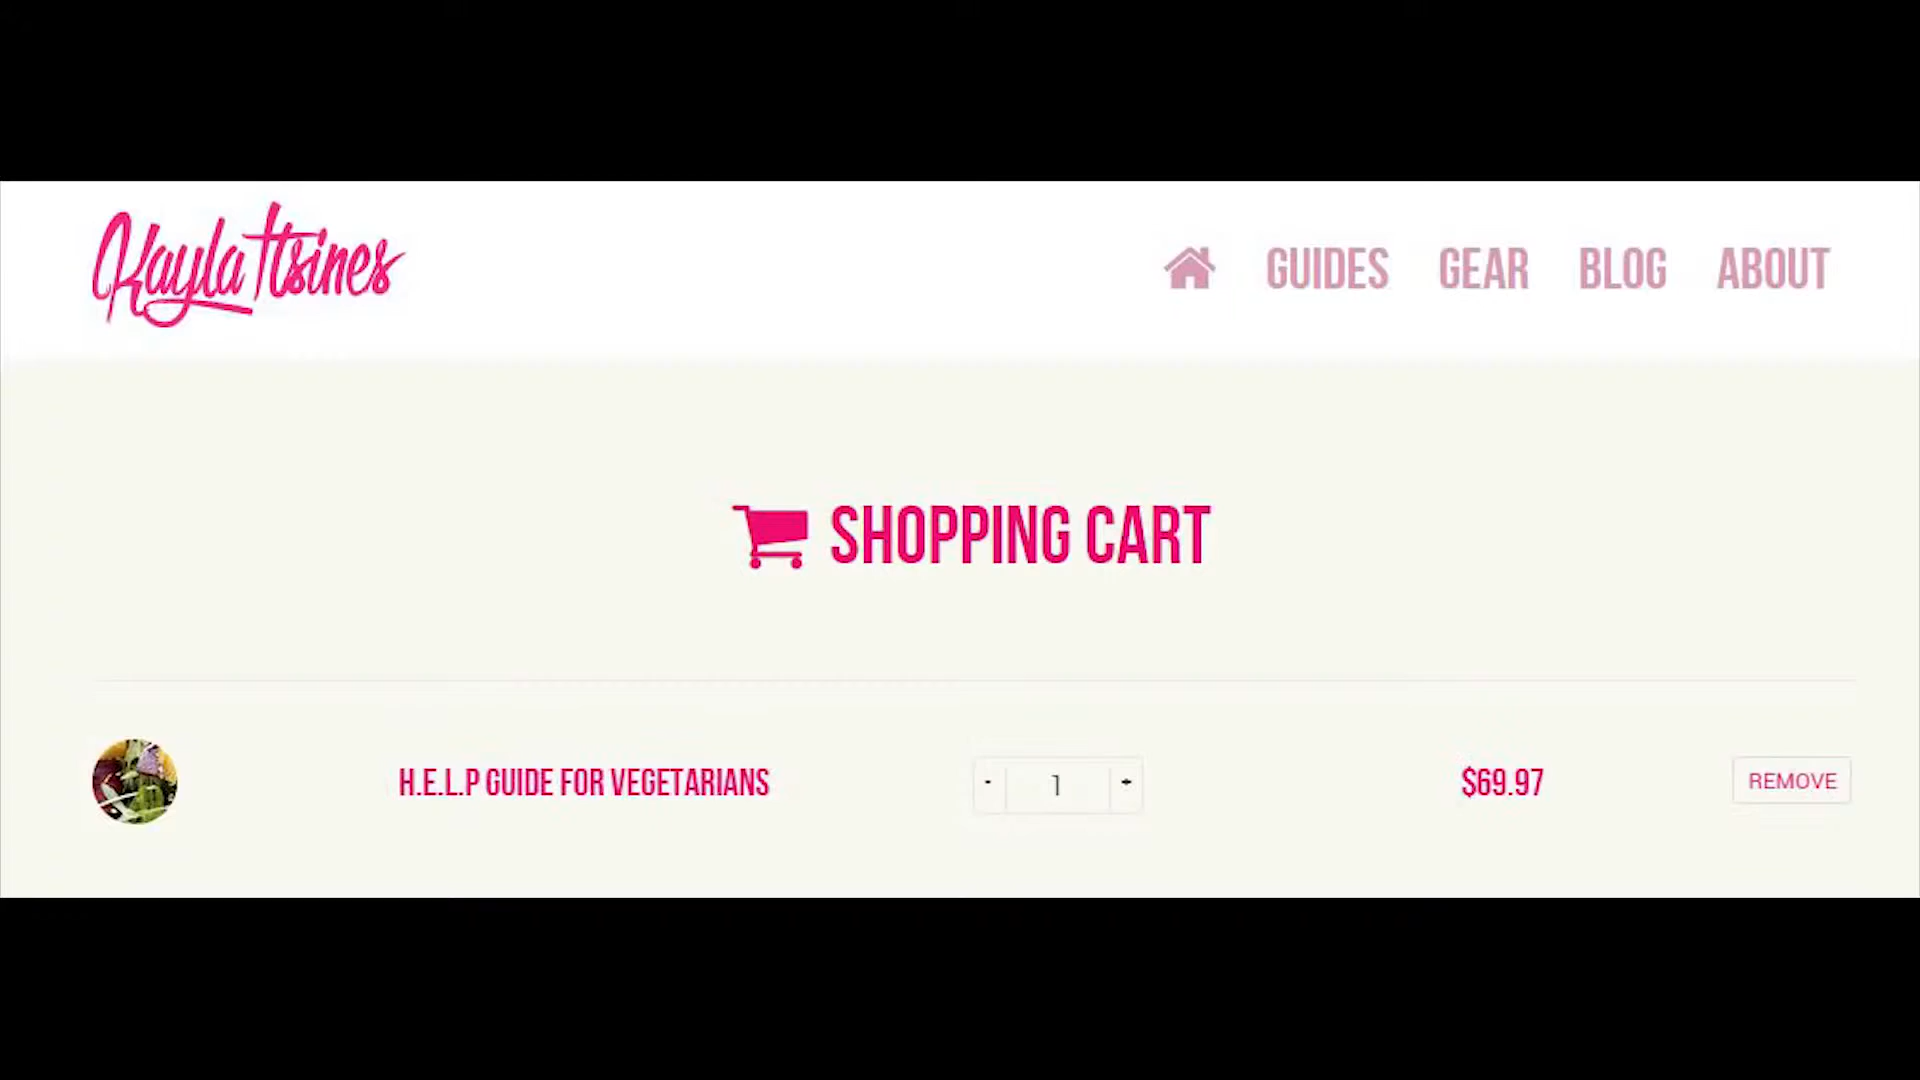 Kayla Itsines
GUIDES GEAR BLOG ABOUT
SHOPPING CART
H.E.L.P GUIDE FOR VEGETARIANS - 1 + $69.97 REMOVE